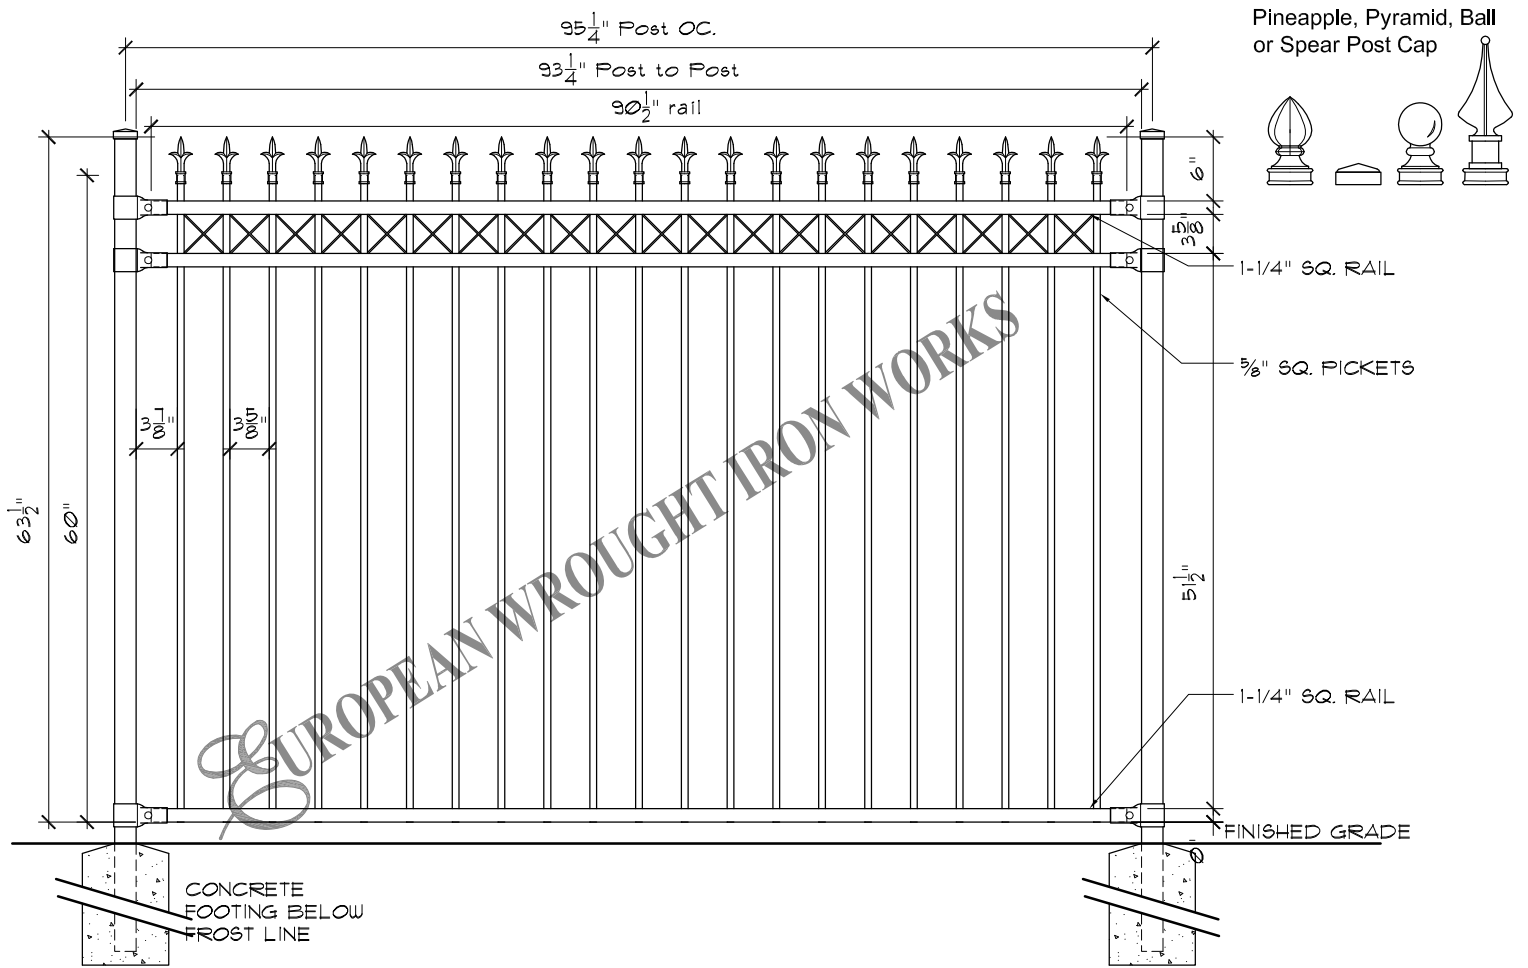 95 1/4" Post OC.
93 1/4" Post to Post
90 1/2" rail
Pineapple, Pyramid, Ball
or Spear Post Cap
6"
3 5/8"
1-1/4" SQ. RAIL
5/8" SQ. PICKETS
3 7/8"
3 5/8"
63 1/2"
60"
EUROPEAN WROUGHT IRON WORKS
51 1/2"
1-1/4" SQ. RAIL
FINISHED GRADE
0"
CONCRETE
FOOTING BELOW
FROST LINE